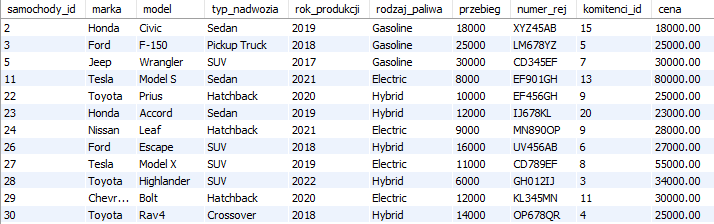 samochody_id marka model typ_nadwozia rok_produkcji rodzaj_paliwa przebieg numer_rej komitenci_id cena
2 Honda Civic Sedan 2019 Gasoline 18000 XYZ45AB 15 18000.00
3 Ford F-150 Pickup Truck 2018 Gasoline 25000 LM678YZ 5 25000.00
5 Jeep Wrangler SUV 2017 Gasoline 30000 CD345EF 7 30000.00
11 Tesla Model S Sedan 2021 Electric 8000 EF901GH 13 80000.00
22 Toyota Prius Hatchback 2020 Hybrid 10000 EF456GH 9 25000.00
23 Honda Accord Sedan 2019 Hybrid 12000 IJ678KL 20 23000.00
24 Nissan Leaf Hatchback 2021 Electric 9000 MN890OP 9 28000.00
26 Ford Escape SUV 2018 Hybrid 16000 UV456AB 6 27000.00
27 Tesla Model X SUV 2019 Electric 11000 CD789EF 8 55000.00
28 Toyota Highlander SUV 2022 Hybrid 6000 GH012IJ 3 34000.00
29 Chevr... Bolt Hatchback 2020 Electric 12000 KL345MN 11 30000.00
30 Toyota Rav4 Crossover 2018 Hybrid 14000 OP678QR 4 25000.00